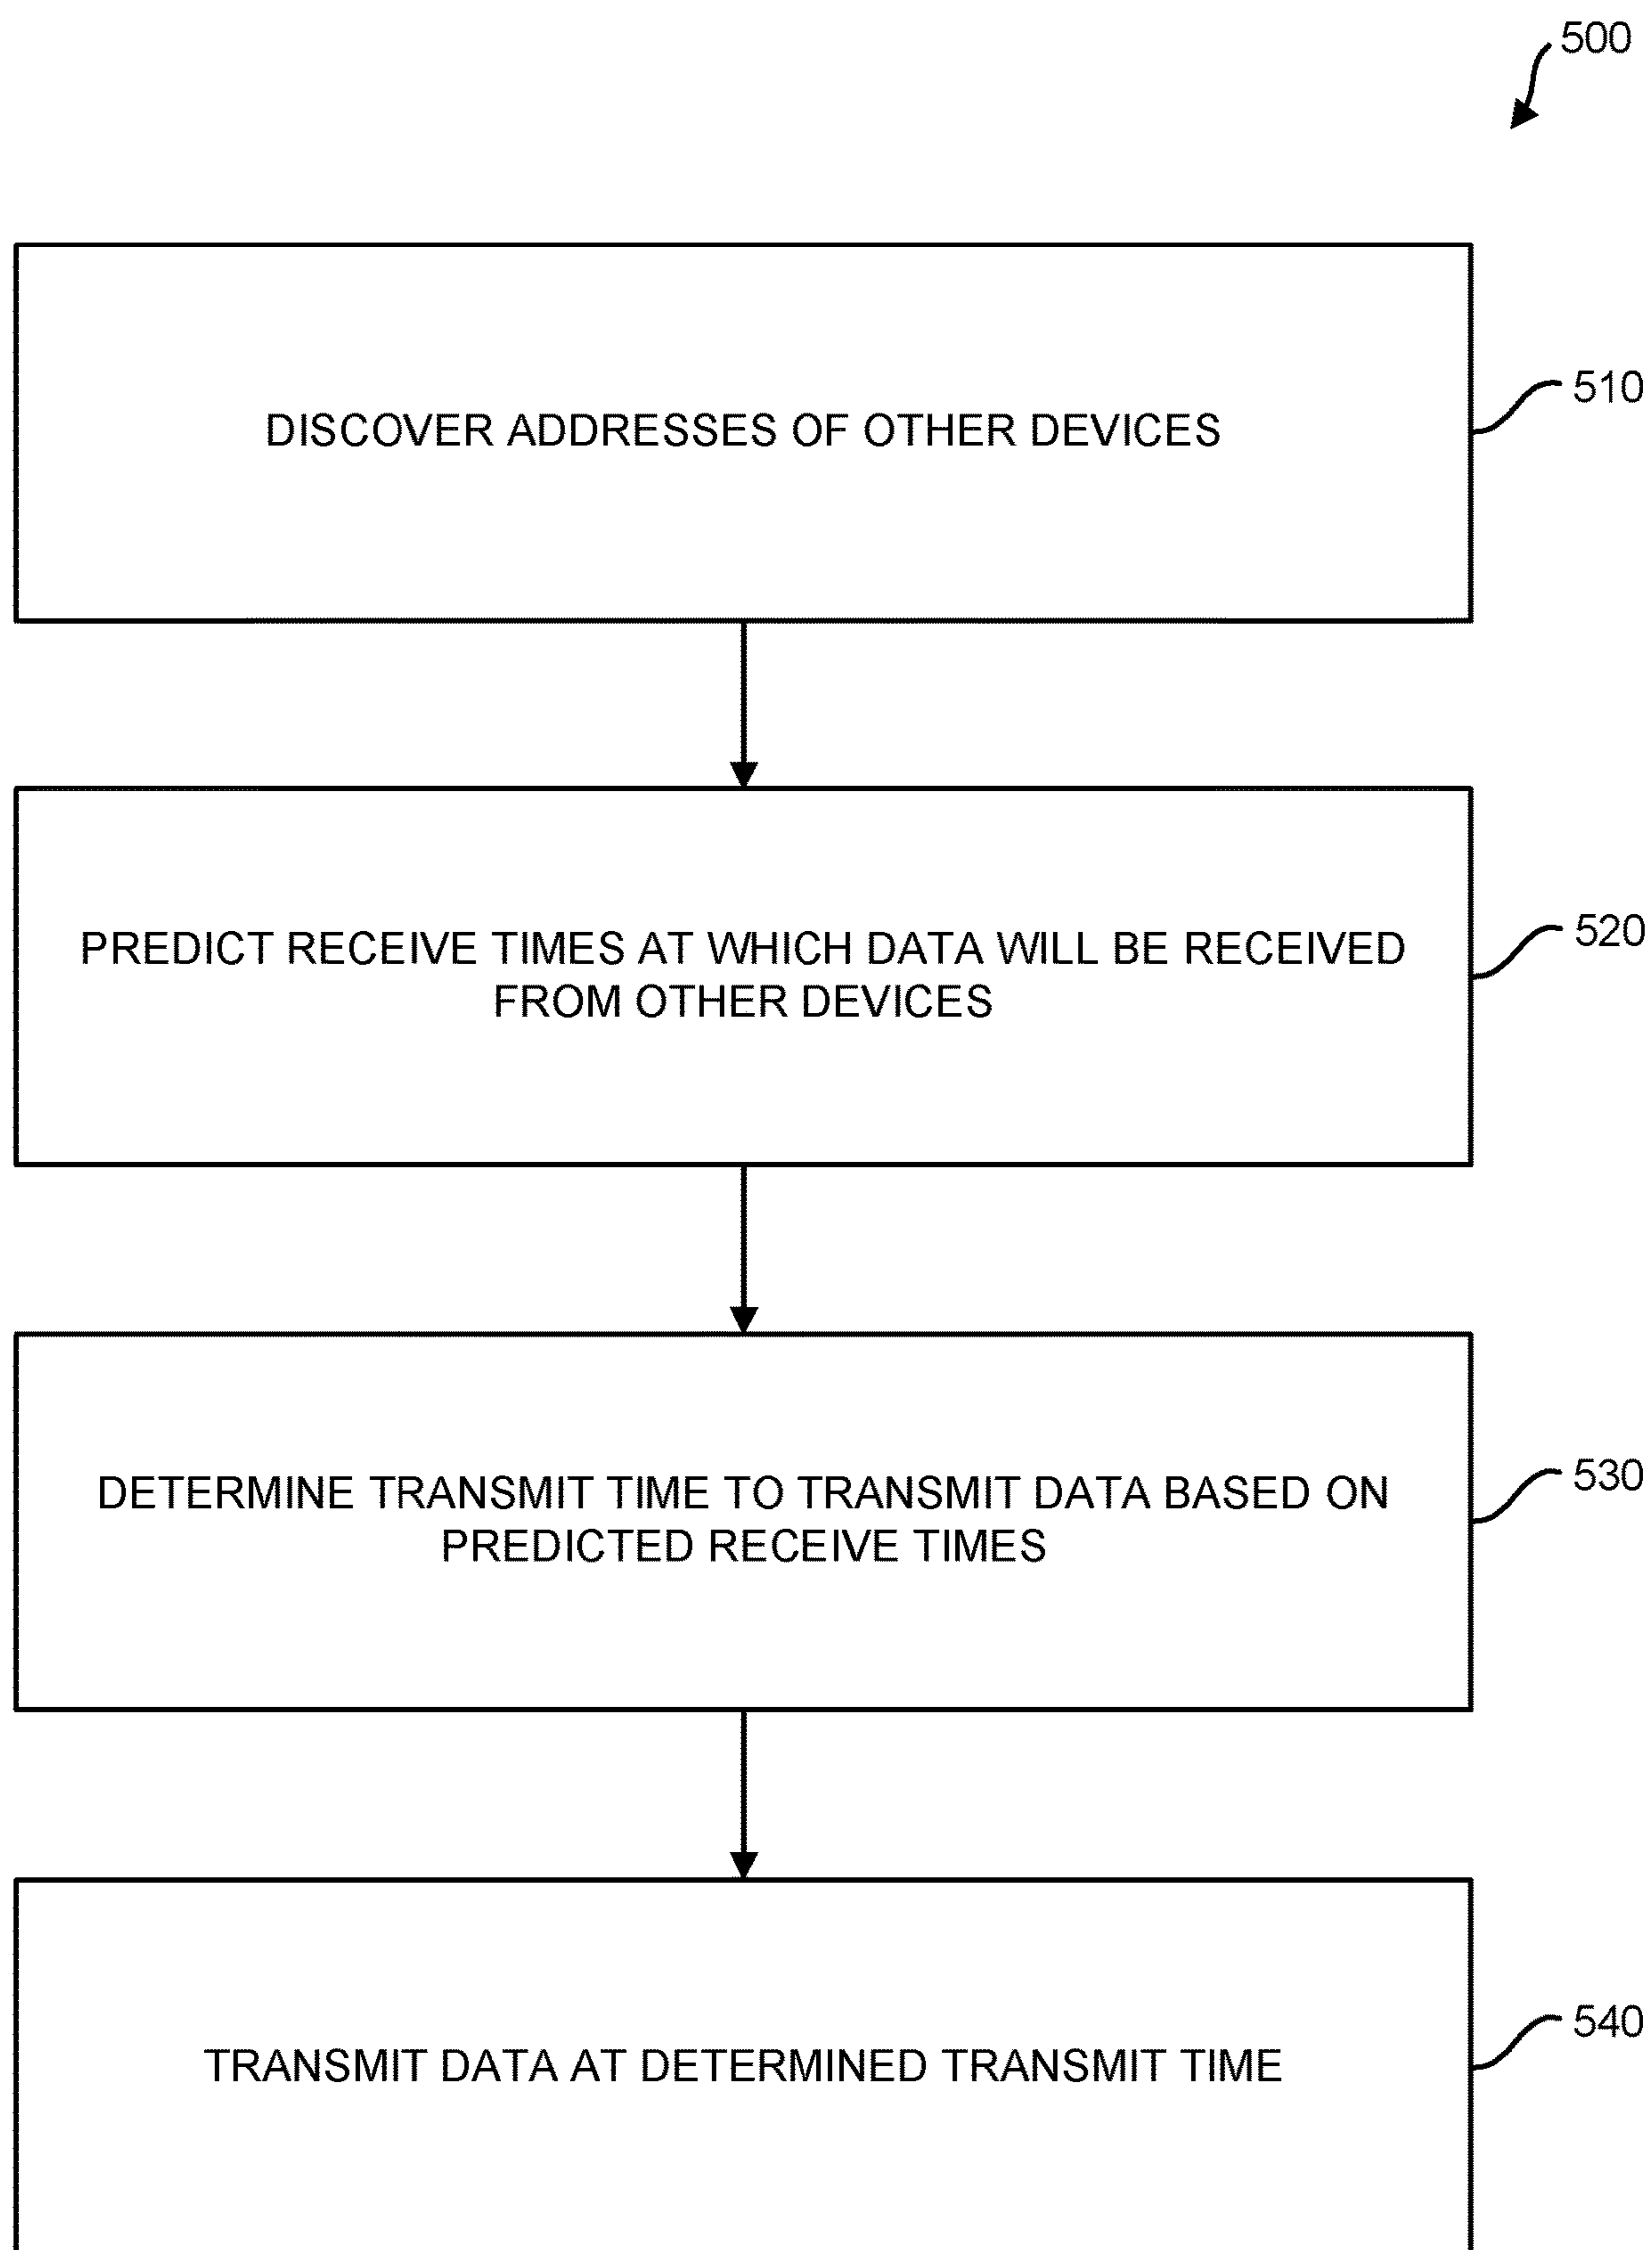 500
DISCOVER ADDRESSES OF OTHER DEVICES
510
PREDICT RECEIVE TIMES AT WHICH DATA WILL BE RECEIVED
FROM OTHER DEVICES
520
DETERMINE TRANSMIT TIME TO TRANSMIT DATA BASED ON
PREDICTED RECEIVE TIMES
530
TRANSMIT DATA AT DETERMINED TRANSMIT TIME
540